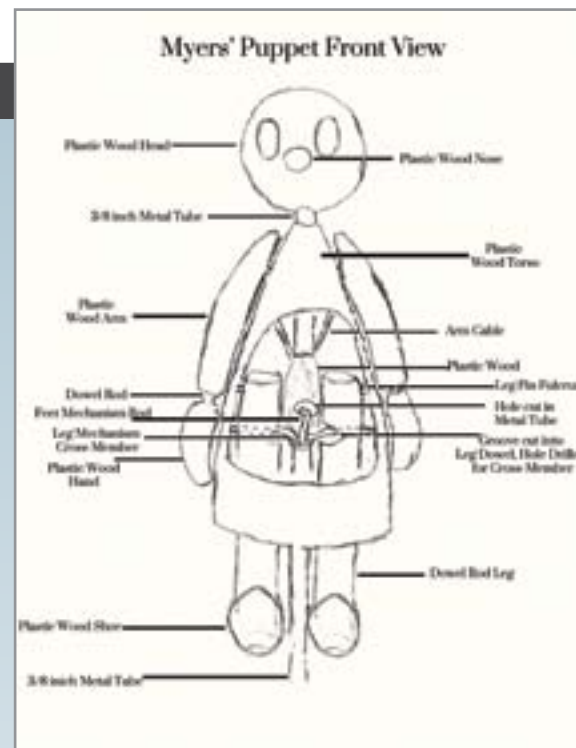 Myers' Puppet Front View
Plastic Wood Head
Plastic Wood Nose
3/8 inch Metal Tube
Plastic
Wood Torso
Plastic
Wood Arm
Arm Cable
Plastic Wood
Leg Pin
Dowel Rod
Feet Mechanism Rod
Hole cut in
Metal Tube
Leg Mechanism
Cross Member
Groove cut into
Leg Dowel, Hole
for Cross Member
Plastic Wood
Hand
Dowel Rod Leg
Plastic Wood Shoe
3/8 inch Metal Tube